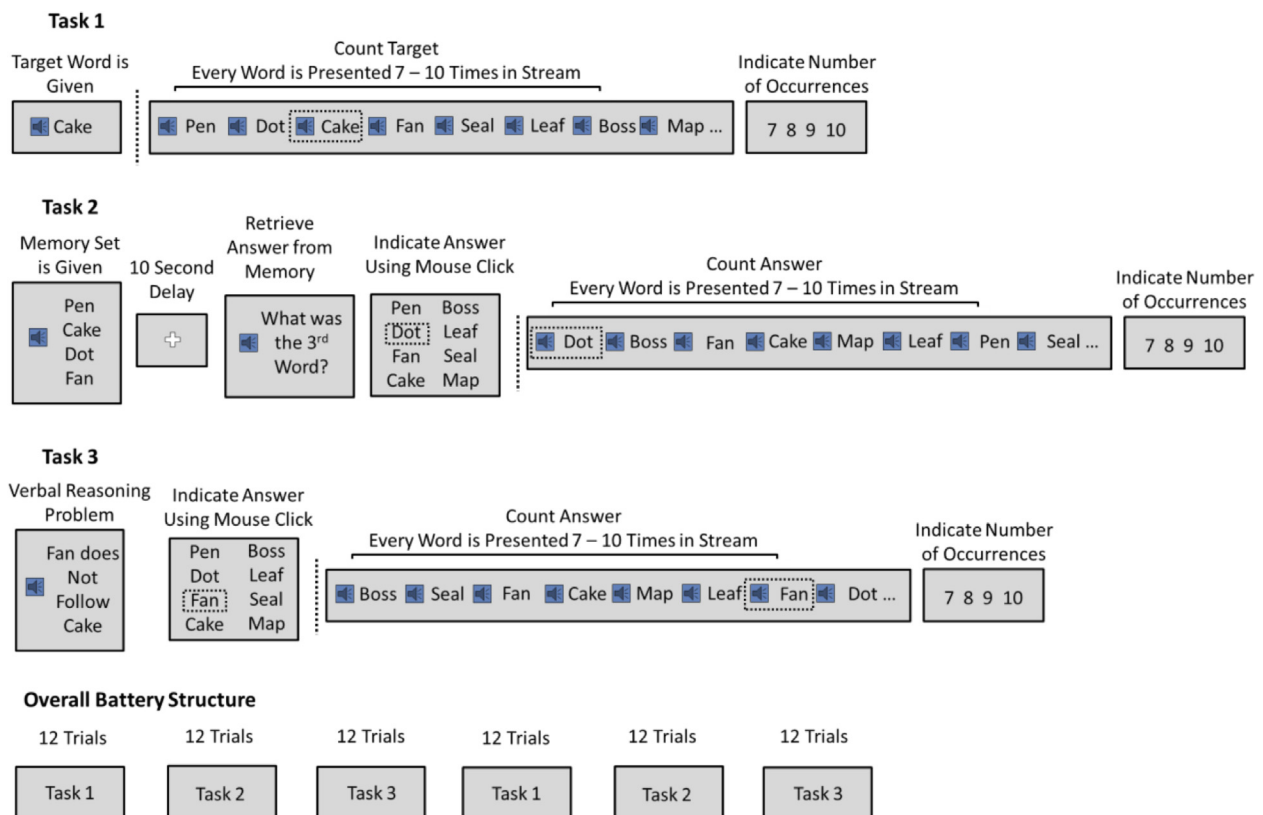 Task 1
Target Word is
Given
Cake
Count Target
Every Word is Presented 7 – 10 Times in Stream
Pen Dot Cake Fan Seal Leaf Boss Map ...
Indicate Number
of Occurrences
7 8 9 10
Task 2
Memory Set
is Given
Pen
Cake
Dot
Fan
10 Second
Delay
Retrieve
Answer from
Memory
What was
the 3rd
Word?
Indicate Answer
Using Mouse Click
Pen Boss
Dot Leaf
Fan Seal
Cake Map
Count Answer
Every Word is Presented 7 – 10 Times in Stream
Dot Boss Fan Cake Map Leaf Pen Seal ...
Indicate Number
of Occurrences
7 8 9 10
Task 3
Verbal Reasoning
Problem
Fan does
Not
Follow
Cake
Indicate Answer
Using Mouse Click
Pen Boss
Dot Leaf
Fan Seal
Cake Map
Count Answer
Every Word is Presented 7 – 10 Times in Stream
Boss Seal Fan Cake Map Leaf Fan Dot ...
Indicate Number
of Occurrences
7 8 9 10
Overall Battery Structure
12 Trials 12 Trials 12 Trials 12 Trials 12 Trials 12 Trials
Task 1 Task 2 Task 3 Task 1 Task 2 Task 3